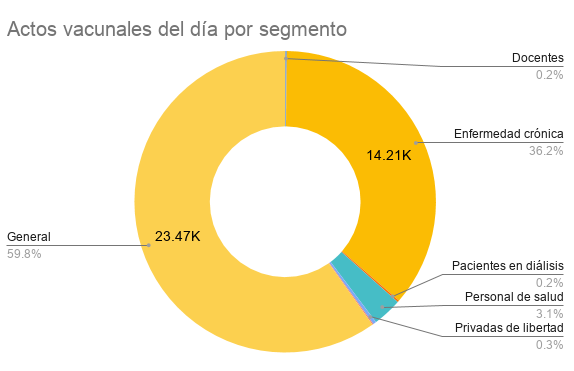 Actos vacunales del día por segmento
Docentes
0.2%
Enfermedad crónica
36.2%
14.21K
23.47K
General
59.8%
Pacientes en diálisis
0.2%
Personal de salud
3.1%
Privadas de libertad
0.3%